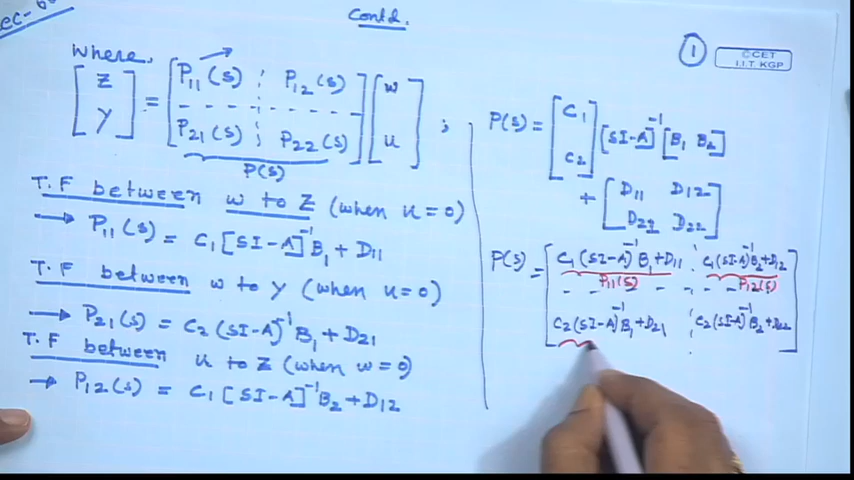 Contd.
ec-6
1
©CET
I.I.T. KGP
Where,
[z; y] = [P11(s) P12(s); P21(s) P22(s)] [w; u] ;
P(s)
T.F between w to z (when u=0)
→ P11(s) = C1[SI-A]^-1 B1 + D11
T.F between w to y (when u=0)
→ P21(s) = C2(SI-A)^-1 B1 + D21
T.F between u to z (when w=0)
→ P12(s) = C1[SI-A]^-1 B2 + D12
P(s) = [C1; C2] [SI-A]^-1 [B1 B2]
+ [D11 D12; D21 D22]
P(s) = [C1(SI-A)^-1 B1+D11 C1(SI-A)^-1 B2+D12
P11(s) P12(s)
C2(SI-A)^-1 B1+D21 C2(SI-A)^-1 B2+D22]